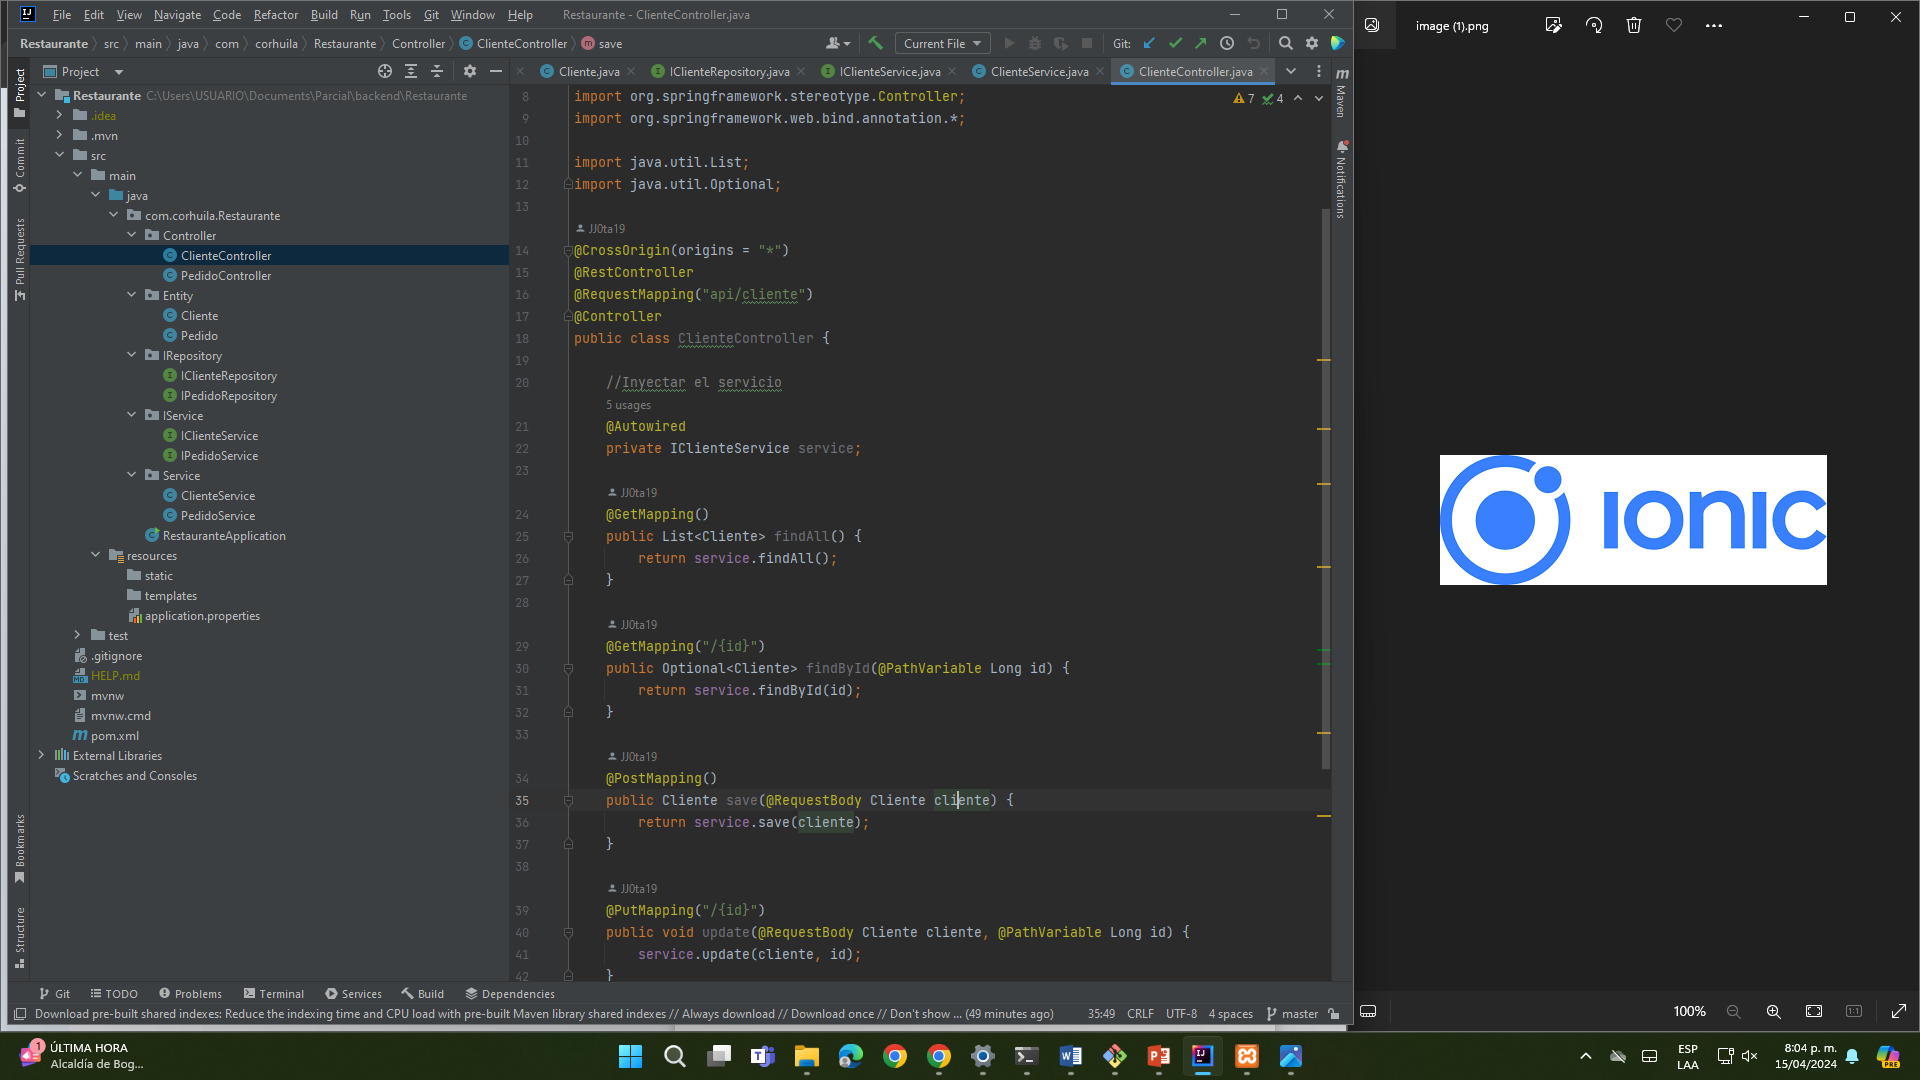 File Edit View Navigate Code Refactor Build Run Tools Git Window Help Restaurante - ClienteController.java
Restaurante src main java com corhuila Restaurante Controller ClienteController save
Current File Git:
Project
Cliente.java IClienteRepository.java IClienteService.java ClienteService.java ClienteController.java
Restaurante C:\Users\USUARIO\Documents\Parcial\backend\Restaurante
.idea
.mvn
src
main
java
com.corhuila.Restaurante
Controller
ClienteController
PedidoController
Entity
Cliente
Pedido
IRepository
IClienteRepository
IPedidoRepository
IService
IClienteService
IPedidoService
Service
ClienteService
PedidoService
RestauranteApplication
resources
static
templates
application.properties
test
.gitignore
HELP.md
mvnw
mvnw.cmd
pom.xml
External Libraries
Scratches and Consoles
Project
Commit
Pull Requests
Bookmarks
Structure
7 4
8 import org.springframework.stereotype.Controller;
9 import org.springframework.web.bind.annotation.*;
10
11 import java.util.List;
12 import java.util.Optional;
13
JJ0ta19
14 @CrossOrigin(origins = "*")
15 @RestController
16 @RequestMapping("api/cliente")
17 @Controller
18 public class ClienteController {
19
20 //Inyectar el servicio
5 usages
21 @Autowired
22 private IClienteService service;
23
JJ0ta19
24 @GetMapping()
25 public List<Cliente> findAll() {
26 return service.findAll();
27 }
28
JJ0ta19
29 @GetMapping("/{id}")
30 public Optional<Cliente> findById(@PathVariable Long id) {
31 return service.findById(id);
32 }
33
JJ0ta19
34 @PostMapping()
35 public Cliente save(@RequestBody Cliente cliente) {
36 return service.save(cliente);
37 }
38
JJ0ta19
39 @PutMapping("/{id}")
40 public void update(@RequestBody Cliente cliente, @PathVariable Long id) {
41 service.update(cliente, id);
42 }
Maven
Notifications
Git TODO Problems Terminal Services Build Dependencies
Download pre-built shared indexes: Reduce the indexing time and CPU load with pre-built Maven library shared indexes // Always download // Download once // Don't show ... (49 minutes ago) 35:49 CRLF UTF-8 4 spaces master
image (1).png
IONIC
100%
1:1
1 ÚLTIMA HORA
Alcaldía de Bog...
ESP
LAA
8:04 p. m.
15/04/2024
PRE